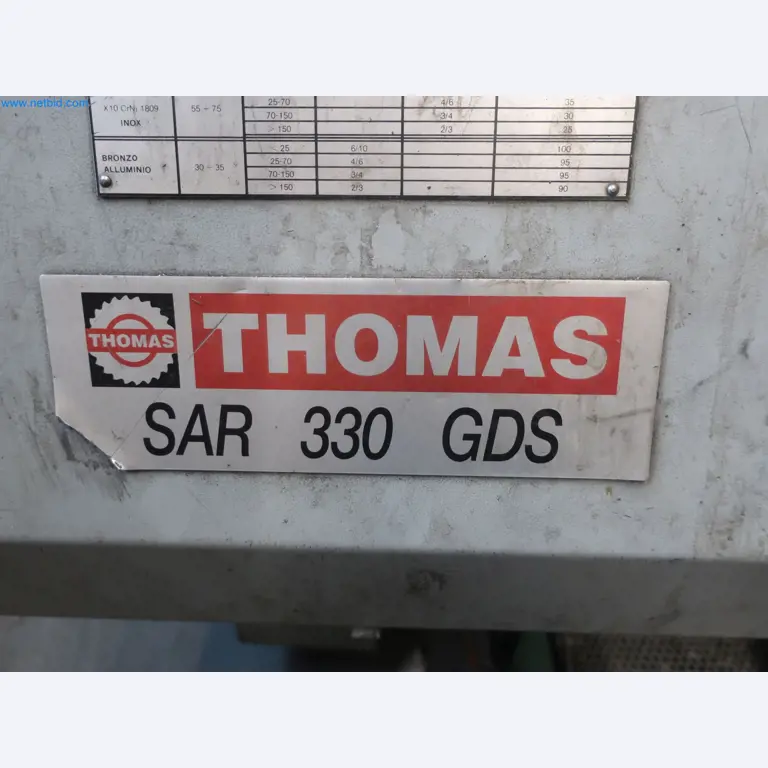 www.netbid.com
X10 CrNi 1809 55 - 75 25-70 4/6 35
INOX 70-150 3/4 30
> 150 2/3 25
BRONZO 30 - 35 < 25 6/10 100
ALLUMINIO 25-70 4/6 95
70-150 3/4 95
> 150 2/3 90
THOMAS THOMAS
SAR 330 GDS